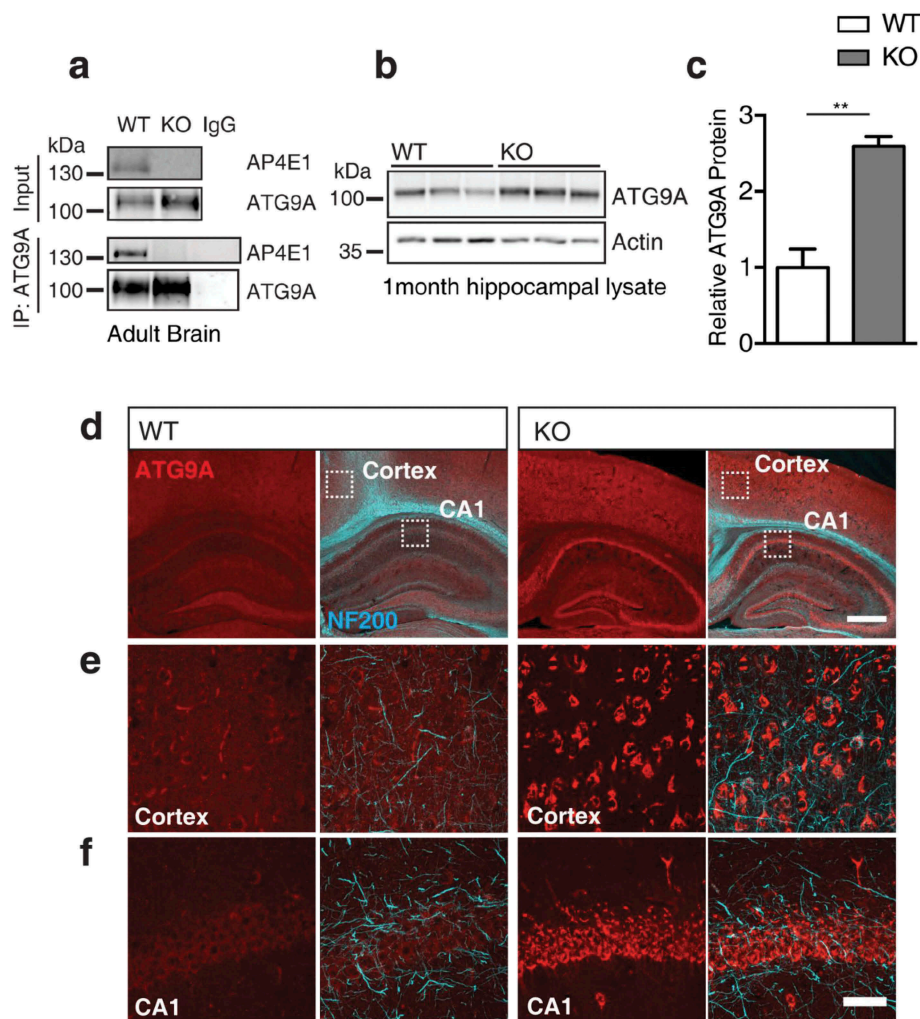 WT
KO
a
WT KO IgG
kDa
Input
130
AP4E1
100
ATG9A
IP: ATG9A
130
AP4E1
100
ATG9A
Adult Brain
b
WT KO
kDa
100
ATG9A
35
Actin
1month hippocampal lysate
c
**
Relative ATG9A Protein
3
2
1
0
d
WT
KO
ATG9A
Cortex
CA1
NF200
Cortex
CA1
e
Cortex
Cortex
f
CA1
CA1